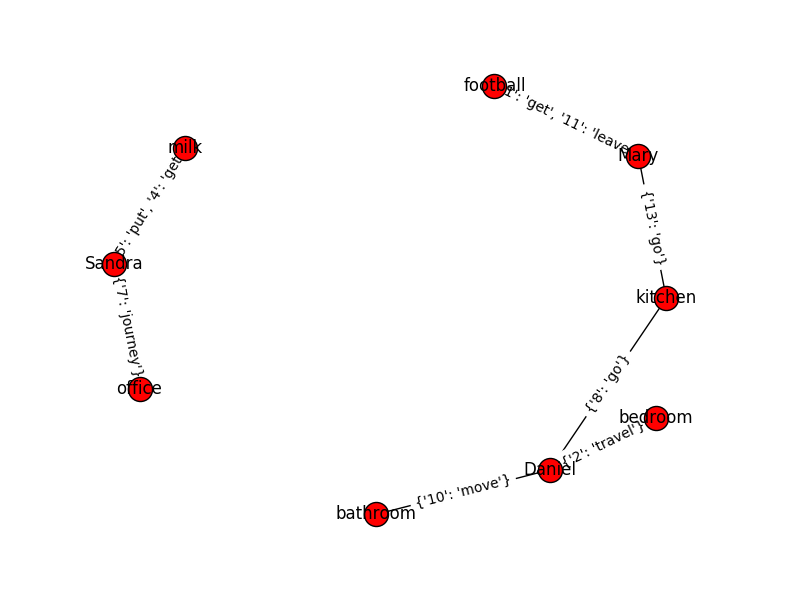 football
1': 'get', '11': 'leave
milk
Mary
5': 'put', '4': 'get
{'13': 'go'}
Sandra
kitchen
{'7': 'journey'}
{'8': 'go'}
office
bedroom
{'2': 'travel'}
Daniel
{'10': 'move'}
bathroom